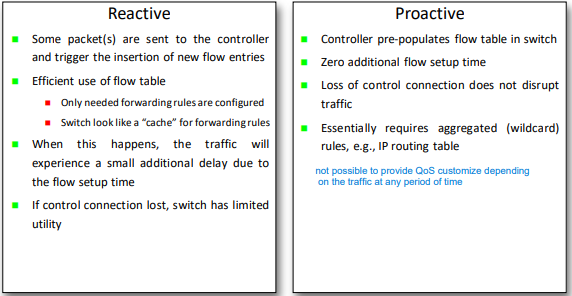 Reactive
Some packet(s) are sent to the controller
and trigger the insertion of new flow entries
Efficient use of flow table
Only needed forwarding rules are configured
Switch look like a “cache” for forwarding rules
When this happens, the traffic will
experience a small additional delay due to
the flow setup time
If control connection lost, switch has limited
utility
Proactive
Controller pre-populates flow table in switch
Zero additional flow setup time
Loss of control connection does not disrupt
traffic
Essentially requires aggregated (wildcard)
rules, e.g., IP routing table
not possible to provide QoS customize depending
on the traffic at any period of time